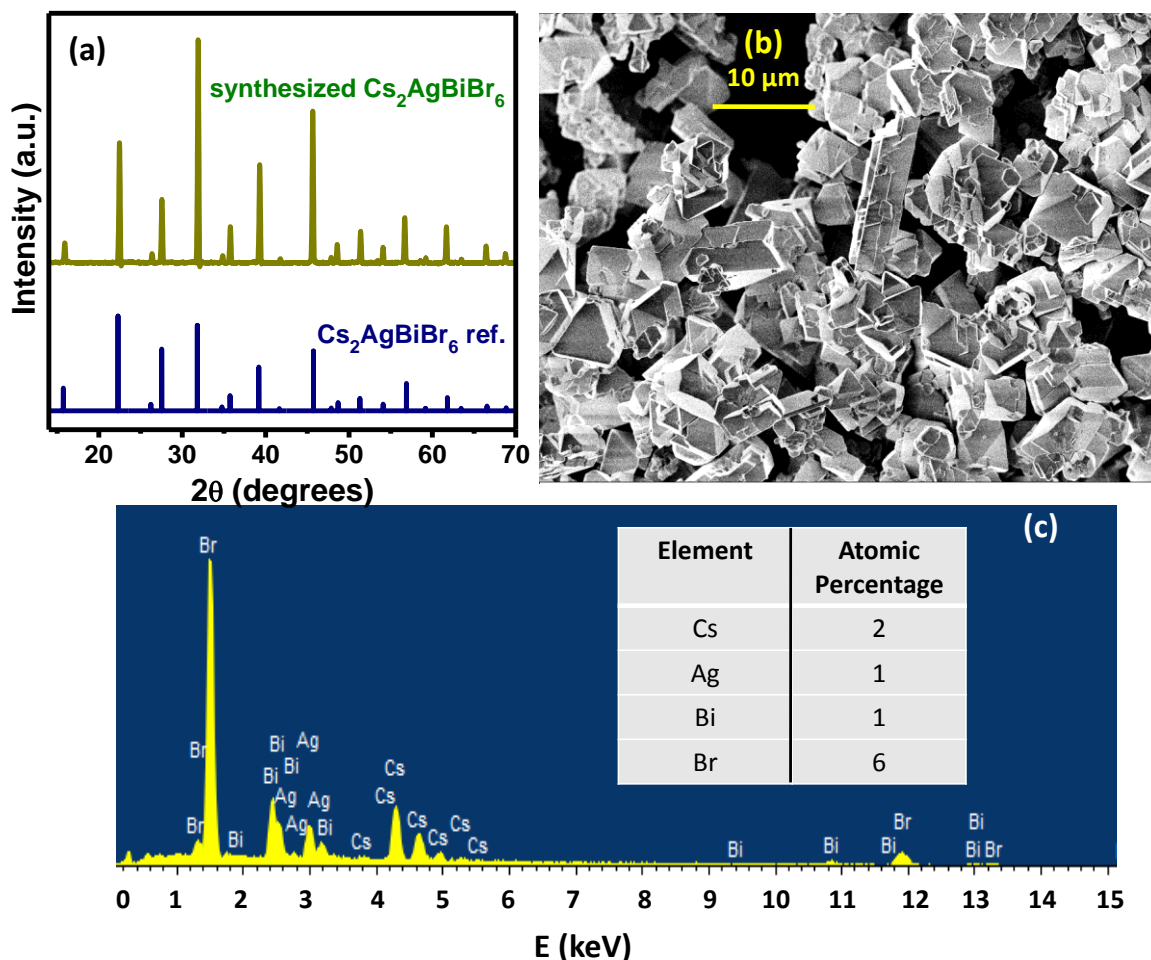 (a)
synthesized Cs2AgBiBr6
Cs2AgBiBr6 ref.
Intensity (a.u.)
20 30 40 50 60 70
2θ (degrees)
(b)
10 µm
(c)
Br
Br
Br
Bi
Bi
Bi
Ag
Bi
Ag
Ag
Ag
Bi
Cs
Cs
Cs
Cs
Cs
Cs
Cs
Bi
Bi
Bi
Br
Bi
Bi
Br
Element Atomic
Percentage
Cs 2
Ag 1
Bi 1
Br 6
0 1 2 3 4 5 6 7 8 9 10 11 12 13 14 15
E (keV)